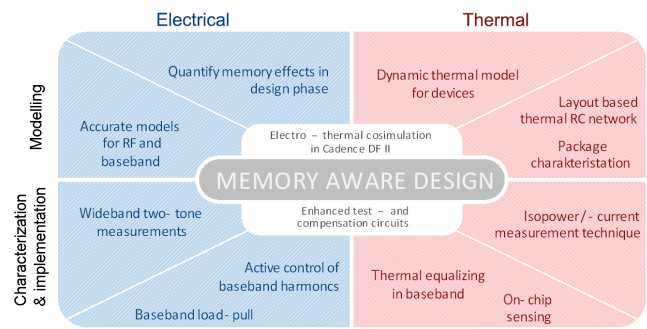 Electrical
Thermal
Modelling
Quantify memory effects in
design phase
Accurate models
for RF and
baseband
Dynamic thermal model
for devices
Layout based
thermal RC network
Package
charakteristation
Electro - thermal cosimulation
in Cadence DF II
MEMORY AWARE DESIGN
Enhanced test - and
compensation circuits
Characterization
& implementation
Wideband two- tone
measurements
Active control of
baseband harmoncs
Baseband load- pull
Isopower/- current
measurement technique
Thermal equalizing
in baseband
On- chip
sensing